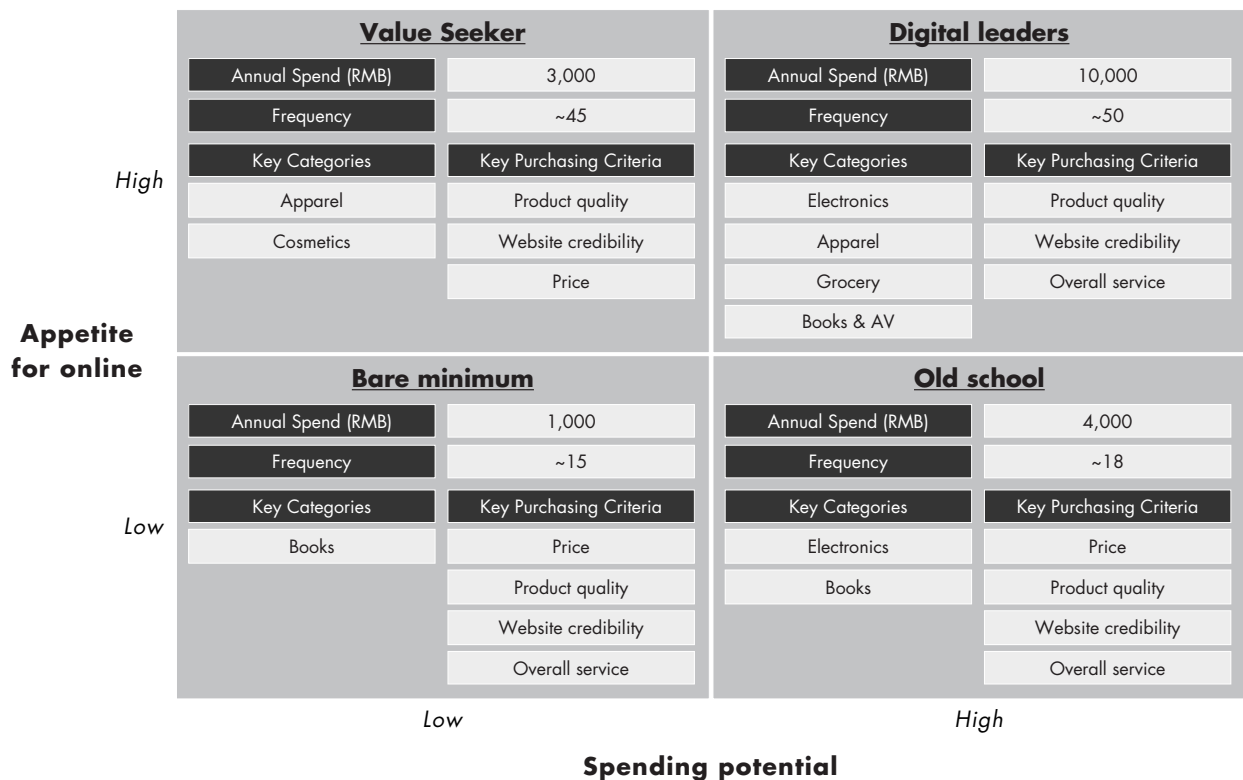 Value Seeker
Annual Spend (RMB) 3,000
Frequency ~45
Key Categories Key Purchasing Criteria
Apparel Product quality
Cosmetics Website credibility
Price
Digital leaders
Annual Spend (RMB) 10,000
Frequency ~50
Key Categories Key Purchasing Criteria
Electronics Product quality
Apparel Website credibility
Grocery Overall service
Books & AV
High
Appetite
for online
Bare minimum
Annual Spend (RMB) 1,000
Frequency ~15
Key Categories Key Purchasing Criteria
Books Price
Product quality
Website credibility
Overall service
Old school
Annual Spend (RMB) 4,000
Frequency ~18
Key Categories Key Purchasing Criteria
Electronics Price
Books Product quality
Website credibility
Overall service
Low
Low High
Spending potential